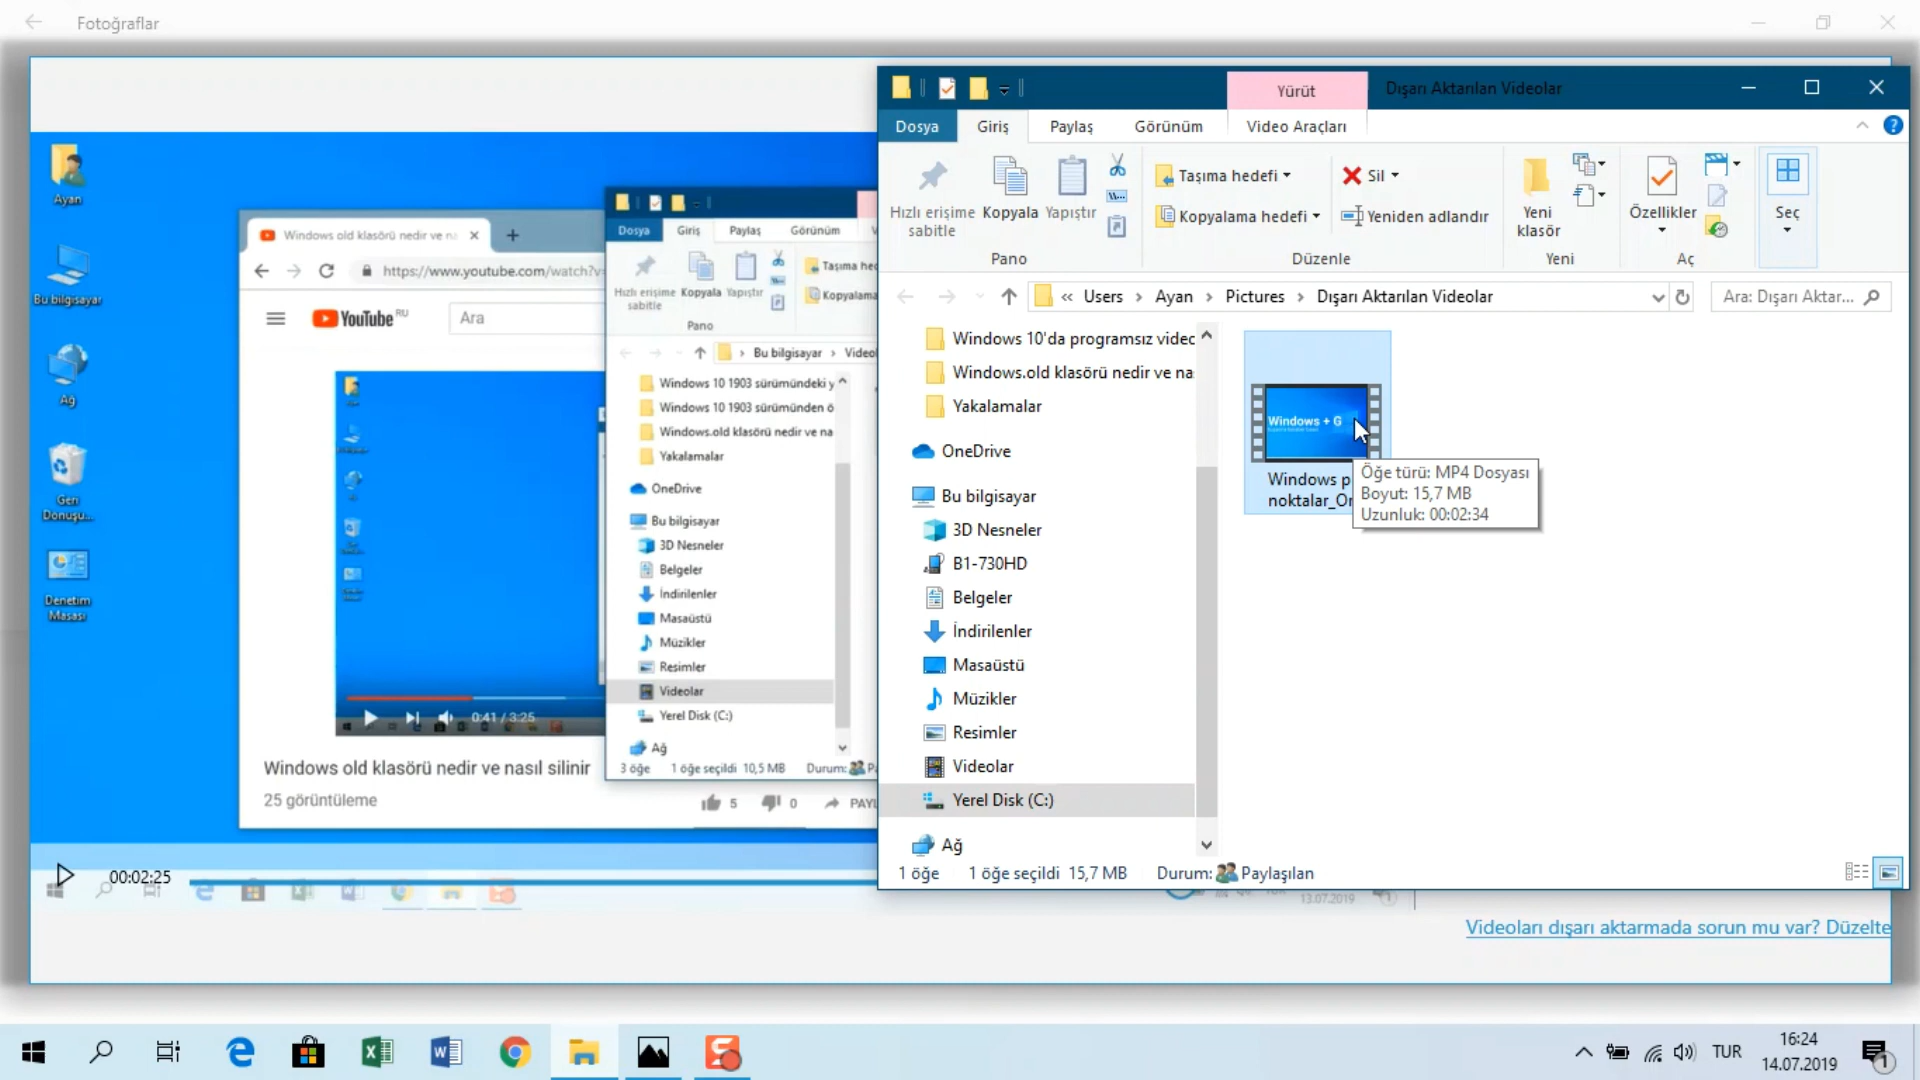 Fotoğraflar
Yürüt
Dışarı Aktarılan Videolar
Dosya
Giriş
Paylaş
Görünüm
Video Araçları
Hızlı erişime
sabitle
Kopyala
Yapıştır
Taşıma hedefi
Kopyalama hedefi
Sil
Yeniden adlandır
Yeni
klasör
Özellikler
Seç
Pano
Düzenle
Yeni
Aç
« Users > Ayan > Pictures > Dışarı Aktarılan Videolar
Ara: Dışarı Aktar...
Windows 10'da programsız videc
Windows.old klasörü nedir ve na
Yakalamalar
OneDrive
Bu bilgisayar
3D Nesneler
B1-730HD
Belgeler
İndirilenler
Masaüstü
Müzikler
Resimler
Videolar
Yerel Disk (C:)
Ağ
Windows + G
Windows p
noktalar_Or
Öğe türü: MP4 Dosyası
Boyut: 15,7 MB
Uzunluk: 00:02:34
1 öğe
1 öğe seçildi 15,7 MB
Durum:
Paylaşılan
Ayan
Bu bilgisayar
Ağ
Geri
Dönüşü...
Denetim
Masası
Windows old klasörü nedir ve na
https://www.youtube.com/watch?v
YouTube RU
Ara
0:41 / 3:25
Windows old klasörü nedir ve nasıl silinir
25 görüntüleme
5
0
PAYL
Dosya
Giriş
Paylaş
Görünüm
Hızlı erişime
sabitle
Kopyala
Yapıştır
Taşıma hed
Kopyalama
Pano
Bu bilgisayar > Videol
Windows 10 1903 sürümündeki y
Windows 10 1903 sürümünden ö
Windows.old klasörü nedir ve na
Yakalamalar
OneDrive
Bu bilgisayar
3D Nesneler
Belgeler
İndirilenler
Masaüstü
Müzikler
Resimler
Videolar
Yerel Disk (C:)
Ağ
3 öğe
1 öğe seçildi 10,5 MB
Durum:
00:02:25
13.07.2019
Videoları dışarı aktarmada sorun mu var? Düzelte
TUR
16:24
14.07.2019
1